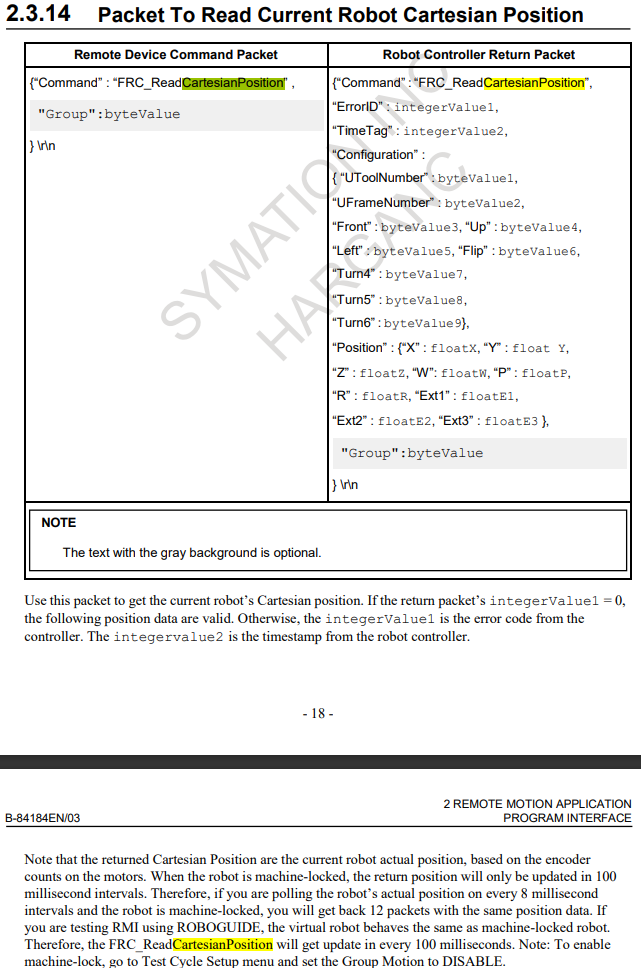 2.3.14 Packet To Read Current Robot Cartesian Position
Remote Device Command Packet
{“Command” : “FRC_ReadCartesianPosition” ,
"Group":byteValue
} \r\n
Robot Controller Return Packet
{“Command” : “FRC_ReadCartesianPosition”,
“ErrorID” : integerValue1,
“TimeTag” : integerValue2,
“Configuration” :
{ “UToolNumber” : byteValue1,
“UFrameNumber” : byteValue2,
“Front” : byteValue3, “Up” : byteValue4,
“Left” : byteValue5, “Flip” : byteValue6,
“Turn4” : byteValue7,
“Turn5” : byteValue8,
“Turn6” : byteValue9},
“Position” : {“X” : floatX, “Y” : float Y,
“Z” : floatZ, “W”: floatW, “P” : floatP,
“R” : floatR, “Ext1” : floatE1,
“Ext2” : floatE2, “Ext3” : floatE3 },
"Group":byteValue
} \r\n
SYMATION INC
HARGANC
NOTE
The text with the gray background is optional.
Use this packet to get the current robot’s Cartesian position. If the return packet’s integerValue1 = 0,
the following position data are valid. Otherwise, the integerValue1 is the error code from the
controller. The integervalue2 is the timestamp from the robot controller.
- 18 -
2 REMOTE MOTION APPLICATION
B-84184EN/03 PROGRAM INTERFACE
Note that the returned Cartesian Position are the current robot actual position, based on the encoder
counts on the motors. When the robot is machine-locked, the return position will only be updated in 100
millisecond intervals. Therefore, if you are polling the robot’s actual position on every 8 millisecond
intervals and the robot is machine-locked, you will get back 12 packets with the same position data. If
you are testing RMI using ROBOGUIDE, the virtual robot behaves the same as machine-locked robot.
Therefore, the FRC_ReadCartesianPosition will get update in every 100 milliseconds. Note: To enable
machine-lock, go to Test Cycle Setup menu and set the Group Motion to DISABLE.